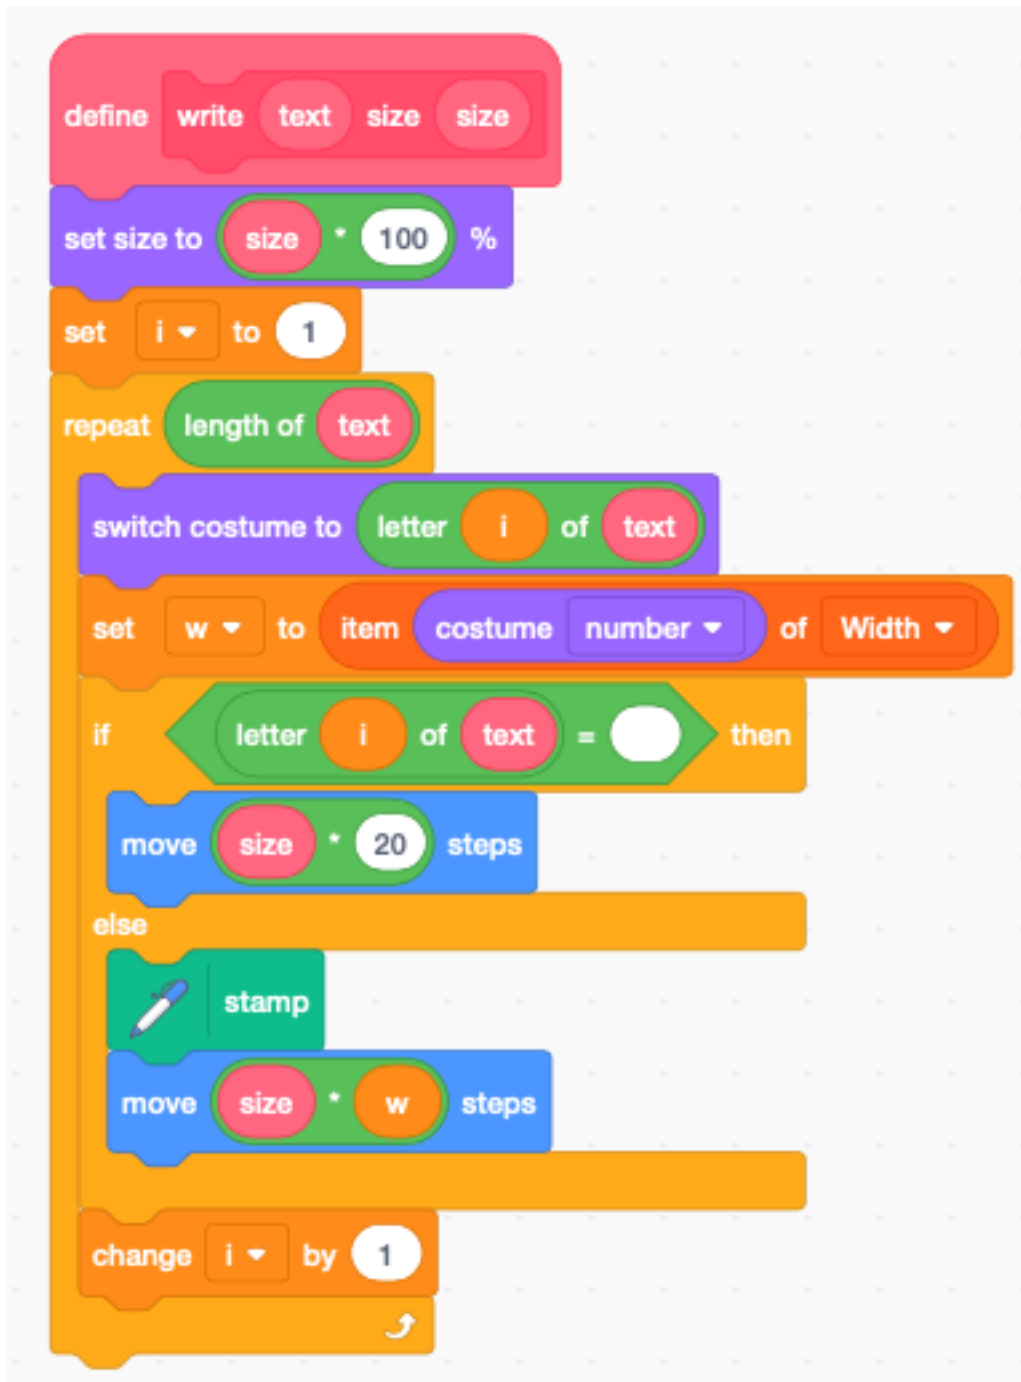 define write text size size
set size to size * 100 %
set i to 1
repeat length of text
switch costume to letter i of text
set w to item costume number of Width
if letter i of text = then
move size * 20 steps
else
stamp
move size * w steps
change i by 1